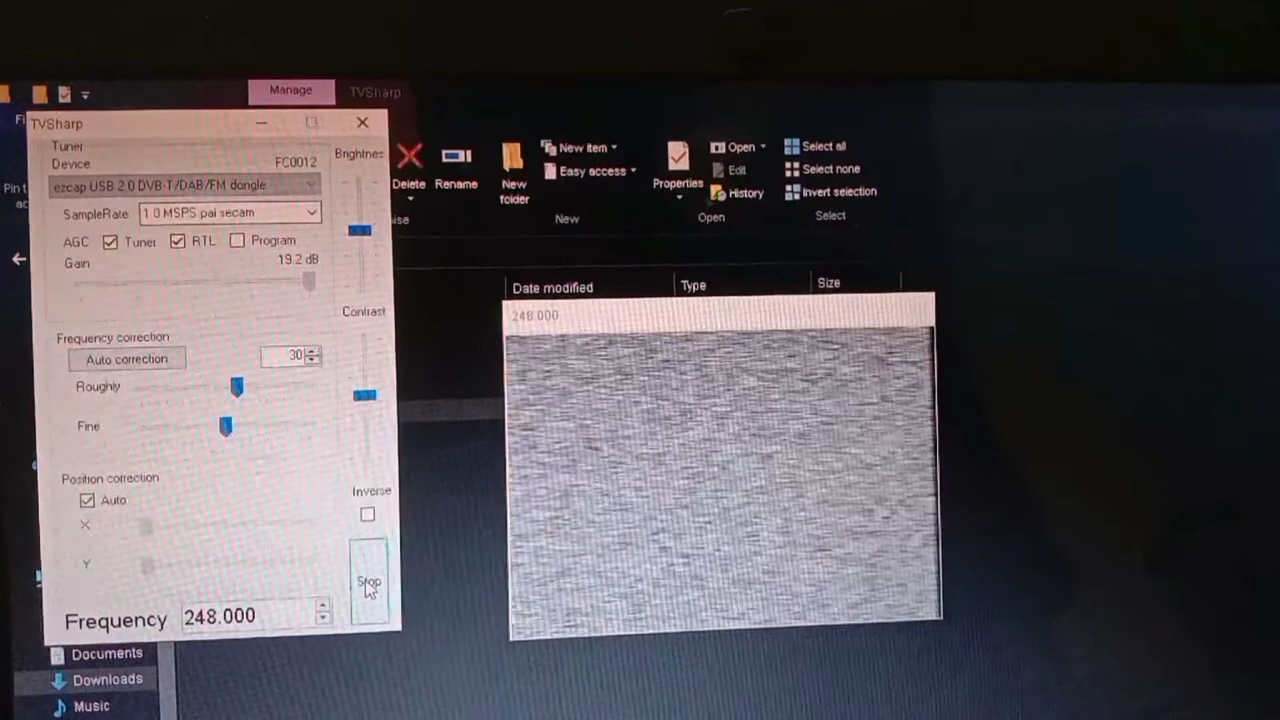 Manage
TVSharp
TVSharp
Tuner
Device
FC0012
ezcap USB 2.0 DVB-T/DAB/FM dongle
SampleRate
1.0 MSPS pal secam
AGC
Tuner
RTL
Program
Gain
19.2 dB
Brightnes
Contrast
Frequency correction
Auto correction
30
Roughly
Fine
Position correction
Auto
X
Y
Inverse
Stop
Frequency
248.000
Delete
Rename
New
folder
New item
Easy access
New
Properties
Open
Edit
History
Open
Select all
Select none
Invert selection
Select
Date modified
Type
Size
248.000
Documents
Downloads
Music